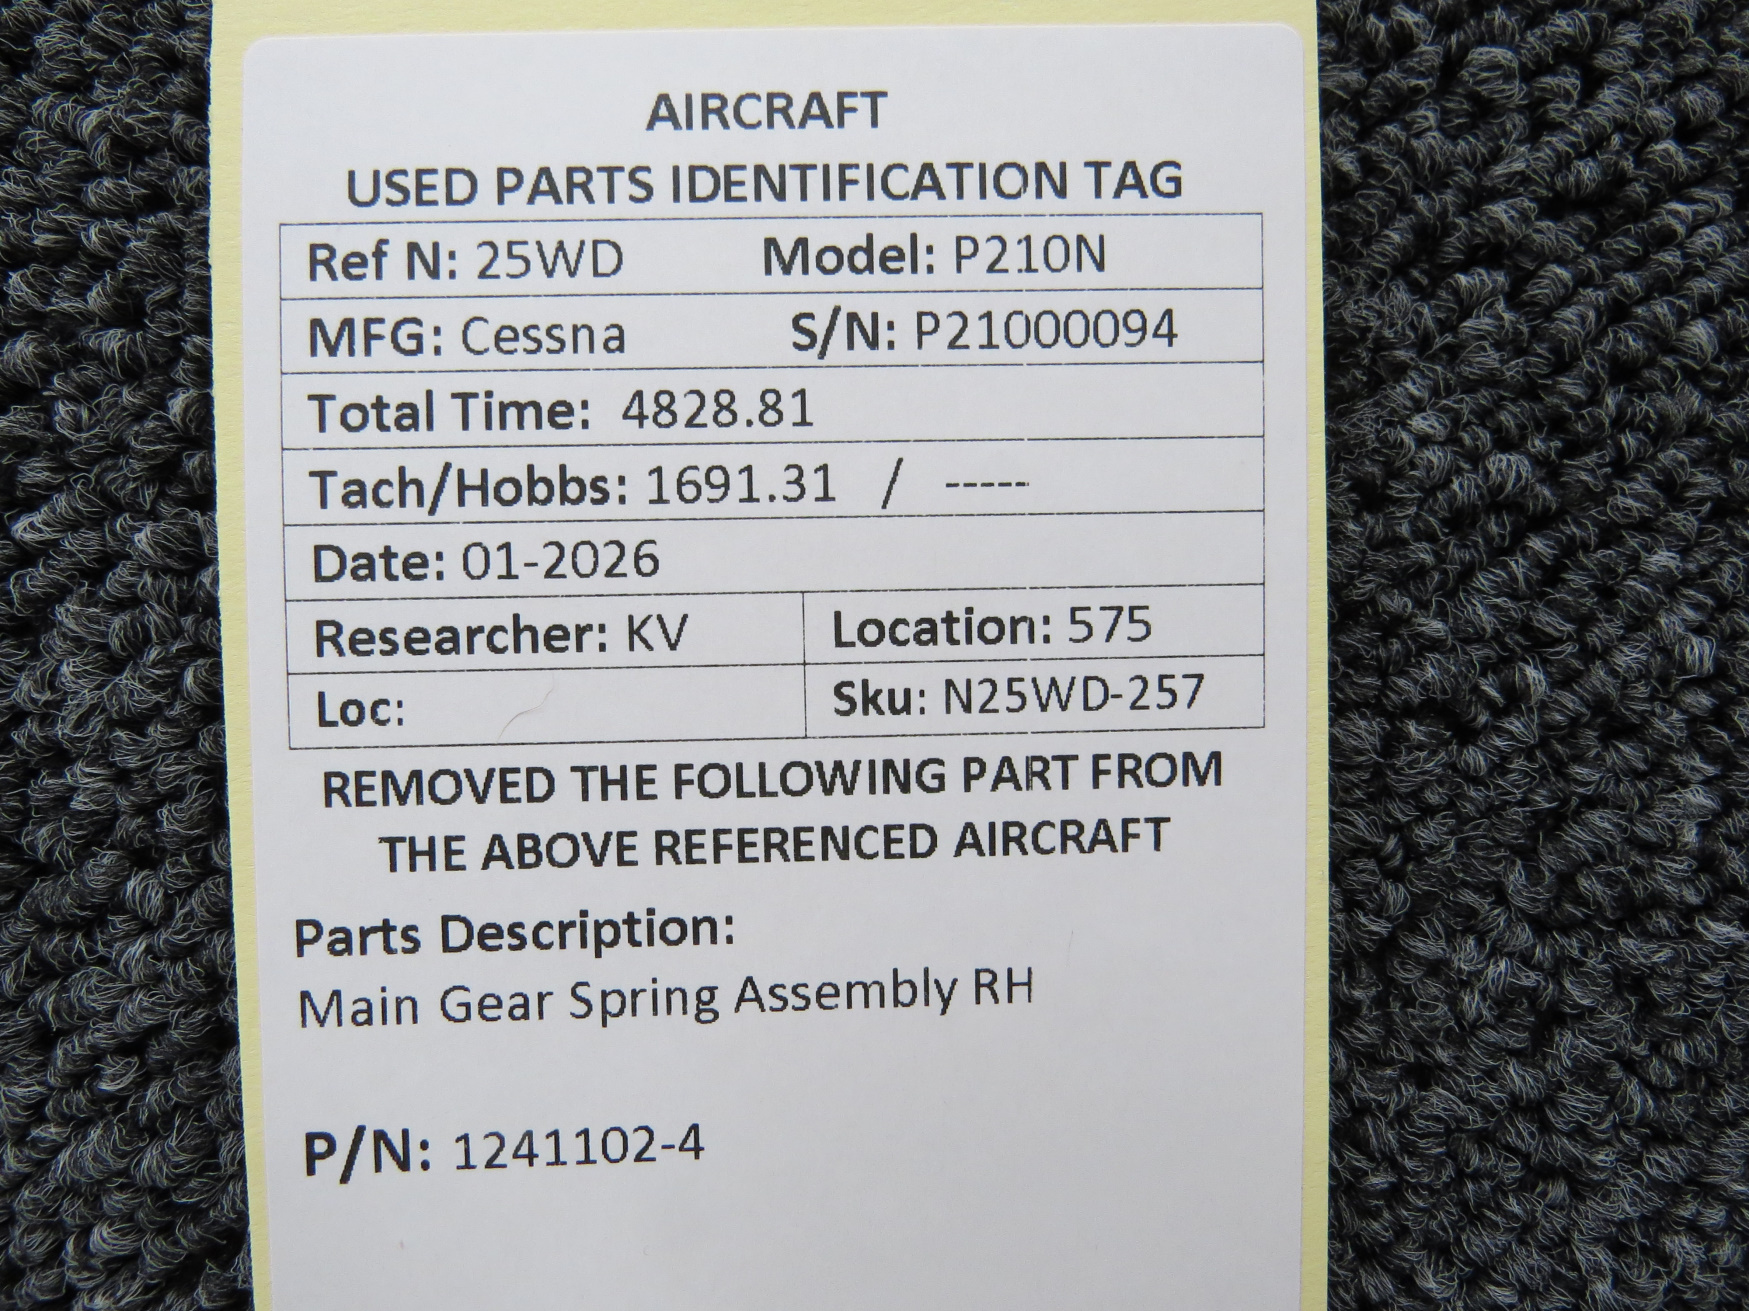 AIRCRAFT
USED PARTS IDENTIFICATION TAG
Ref N: 25WD Model: P210N
MFG: Cessna S/N: P21000094
Total Time: 4828.81
Tach/Hobbs: 1691.31 / -----
Date: 01-2026
Researcher: KV Location: 575
Loc: Sku: N25WD-257
REMOVED THE FOLLOWING PART FROM
THE ABOVE REFERENCED AIRCRAFT
Parts Description:
Main Gear Spring Assembly RH
P/N: 1241102-4